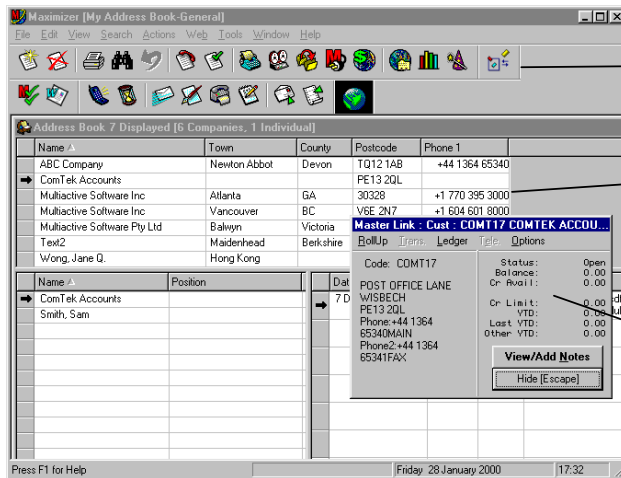 Maximizer [My Address Book-General]
File Edit View Search Actions Web Tools Window Help
Address Book 7 Displayed [6 Companies, 1 Individual]
Name Town County Postcode Phone 1
ABC Company Newton Abbot Devon TQ12 1AB +44 1364 65340
ComTek Accounts PE13 2QL
Multiactive Software Inc Atlanta GA 30328 +1 770 395 3000
Multiactive Software Inc Vancouver BC V6E 2N7 +1 604 601 8000
Multiactive Software Pty Ltd Balwyn Victoria
Text2 Maidenhead Berkshire
Wong, Jane Q. Hong Kong
Master Link : Cust : COMT17 COMTEK ACCOU...
RollUp Trans. Ledger Tele. Options
Code: COMT17
POST OFFICE LANE
WISBECH
PE13 2QL
Phone:+44 1364
65340MAIN
Phone2:+44 1364
65341FAX
Status: Open
Balance: 0.00
Cr Avail: 0.00
Cr Limit: 0.00
YTD: 0.00
Last YTD: 0.00
Other YTD: 0.00
View/Add Notes
Hide [Escape]
Name Position
ComTek Accounts
Smith, Sam
Dat
7 D
Press F1 for Help Friday 28 January 2000 17:32